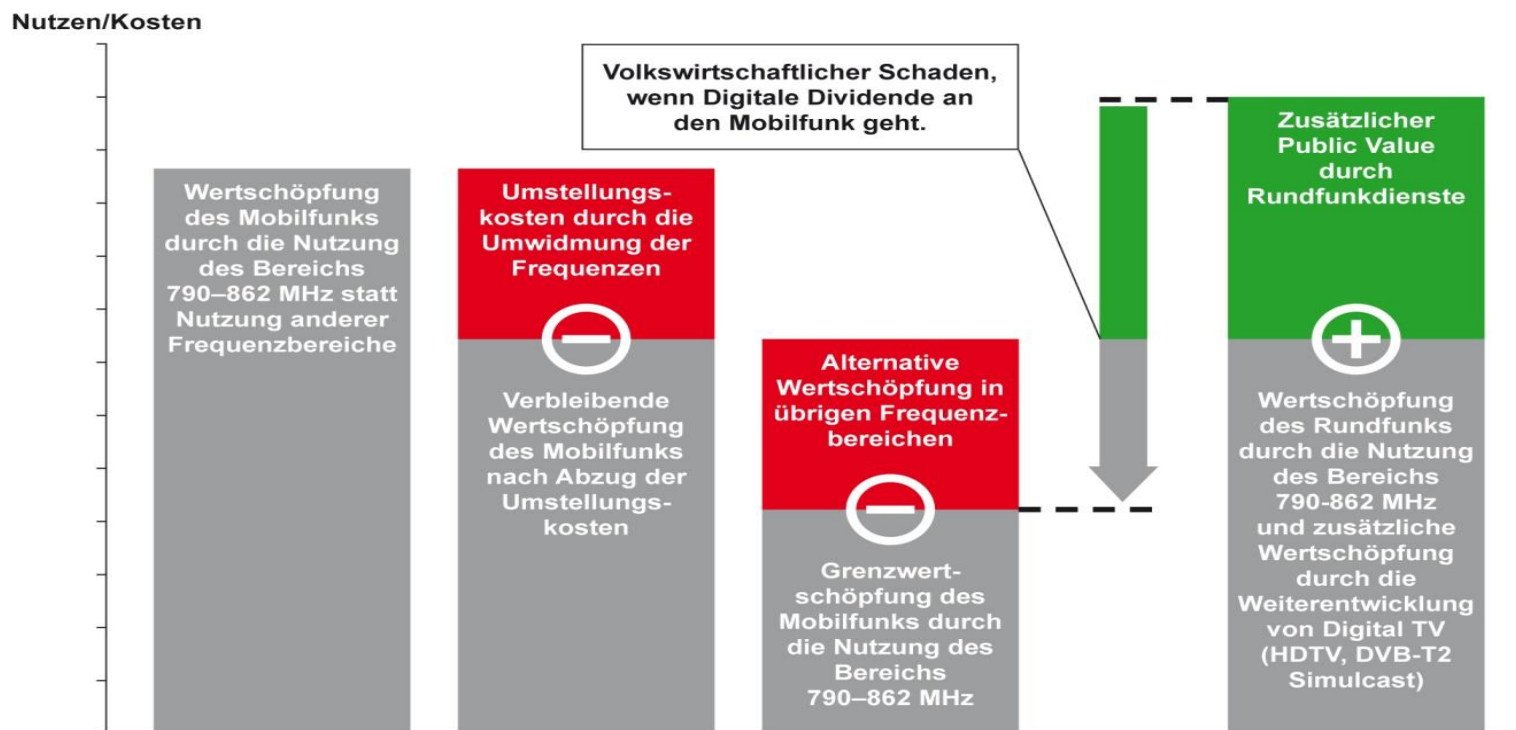 Nutzen/Kosten
Volkswirtschaftlicher Schaden,
wenn Digitale Dividende an
den Mobilfunk geht.
Wertschöpfung
des Mobilfunks
durch die Nutzung
des Bereichs
790–862 MHz statt
Nutzung anderer
Frequenzbereiche
Umstellungs-
kosten durch die
Umwidmung der
Frequenzen
Verbleibende
Wertschöpfung
des Mobilfunks
nach Abzug der
Umstellungs-
kosten
Alternative
Wertschöpfung in
übrigen Frequenz-
bereichen
Grenzwert-
schöpfung des
Mobilfunks durch
die Nutzung des
Bereichs
790–862 MHz
Zusätzlicher
Public Value
durch
Rundfunkdienste
Wertschöpfung
des Rundfunks
durch die Nutzung
des Bereichs
790-862 MHz
und zusätzliche
Wertschöpfung
durch die
Weiterentwicklung
von Digital TV
(HDTV, DVB-T2
Simulcast)